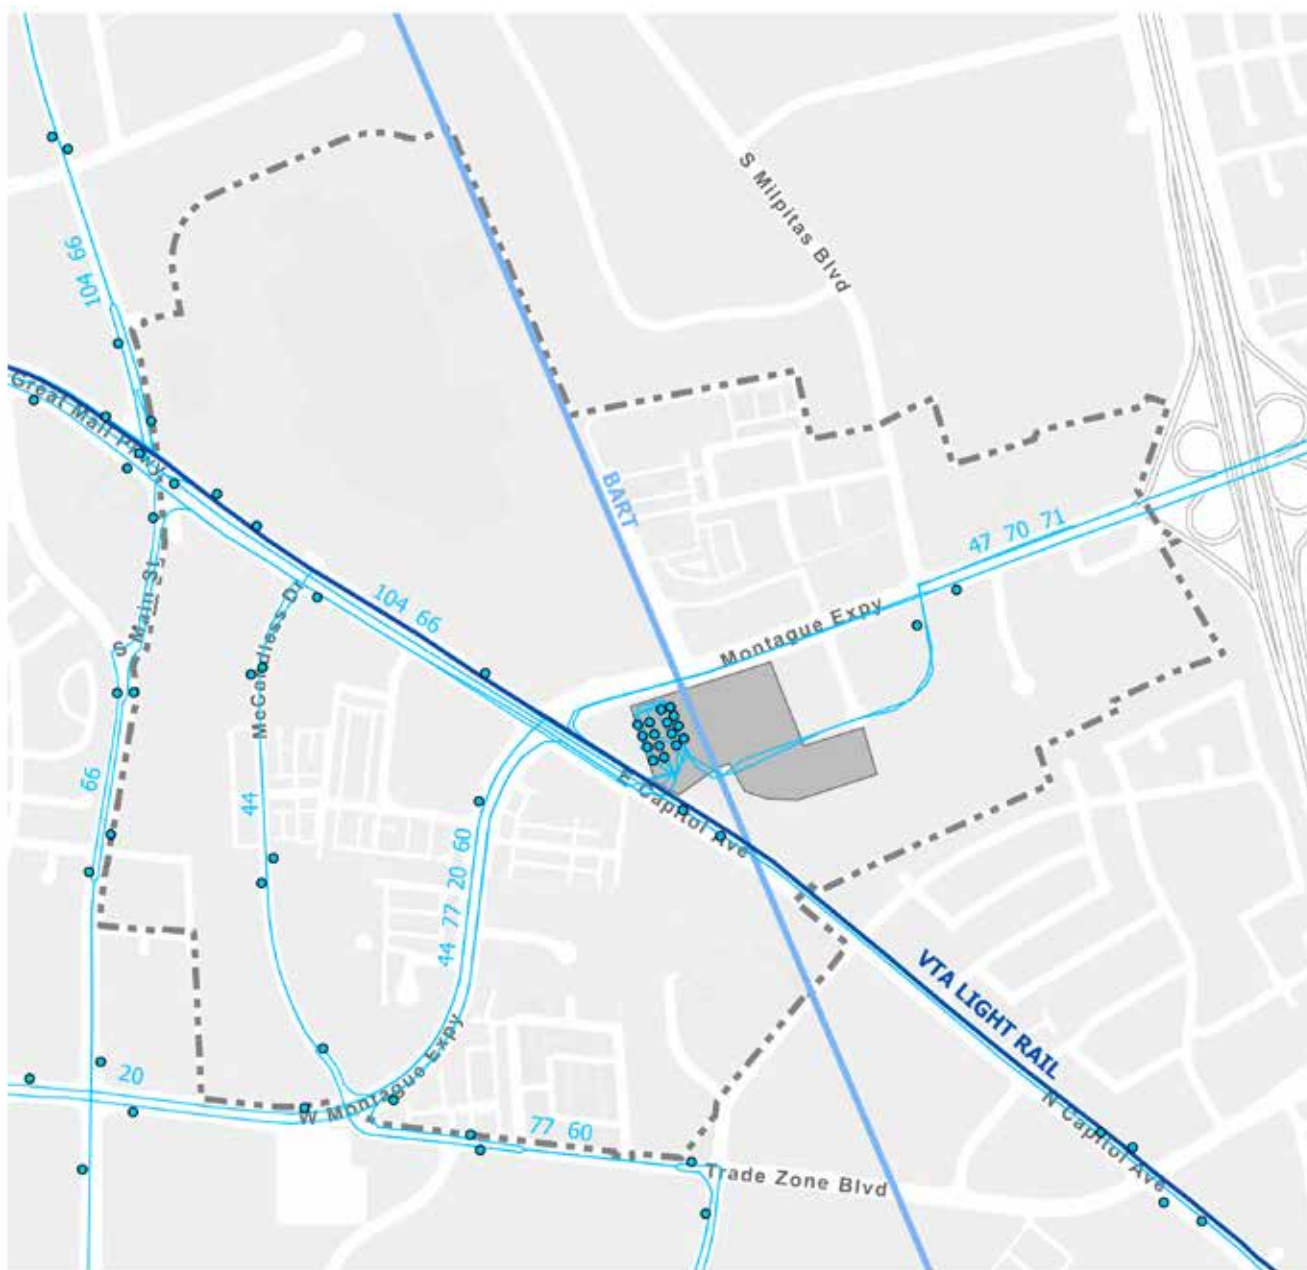 S Milpitas Blvd
104 66
Great Mall Pkwy
BART
47 70 71
104 66
Montague Expy
S Main St
McCandless Dr
66
44
E Capitol Ave
44 77 20 60
VTA LIGHT RAIL
W Montague Expy
20
77 60
N Capitol Ave
Trade Zone Blvd